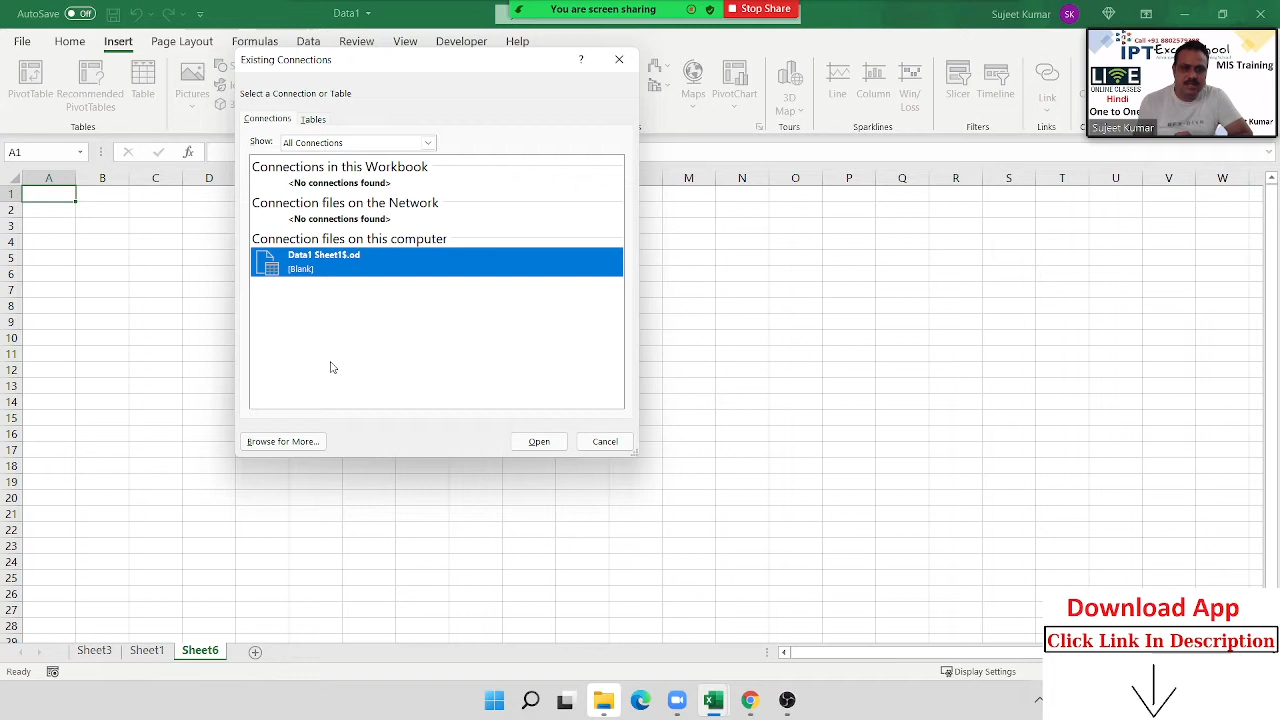 AutoSave Off
Data1
You are screen sharing
Stop Share
Sujeet Kumar
SK
File
Home
Insert
Page Layout
Formulas
Data
Review
View
Developer
Help
Existing Connections
?
Select a Connection or Table
Connections
Tables
Show:
All Connections
Connections in this Workbook
<No connections found>
Connection files on the Network
<No connections found>
Connection files on this computer
Data1 Sheet1$.od
[Blank]
Browse for More...
Open
Cancel
PivotTable
Recommended
PivotTables
Table
Tables
Pictures
Maps
PivotChart
3D
Map
Tours
Line
Column
Win/
Loss
Sparklines
Slicer
Timeline
Filters
Link
IPT Excel School
MIS Training
LIVE
ONLINE CLASSES
Hindi
One to One
Sujeet Kumar
A1
fx
A B C D M N O P Q R S T U V W
1
2
3
4
5
6
7
8
9
10
11
12
13
14
15
16
17
18
19
20
21
22
23
24
25
26
27
28
29
Sheet3
Sheet1
Sheet6
Ready
Display Settings
Download App
Click Link In Description